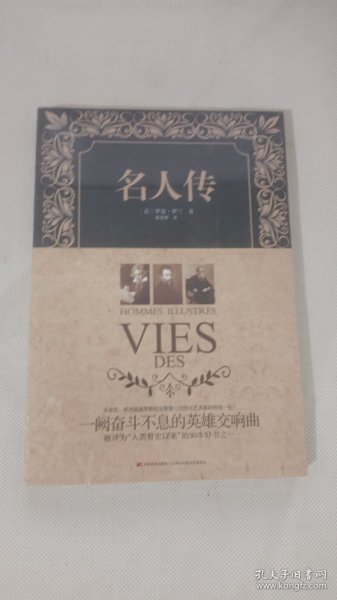 名人传
［法］罗曼·罗兰 著
HOMMES ILLUSTRES
VIES
DES
一阙奋斗不息的英雄交响曲
被评为“人类有史以来”的30本好书之一
孔夫子旧书网